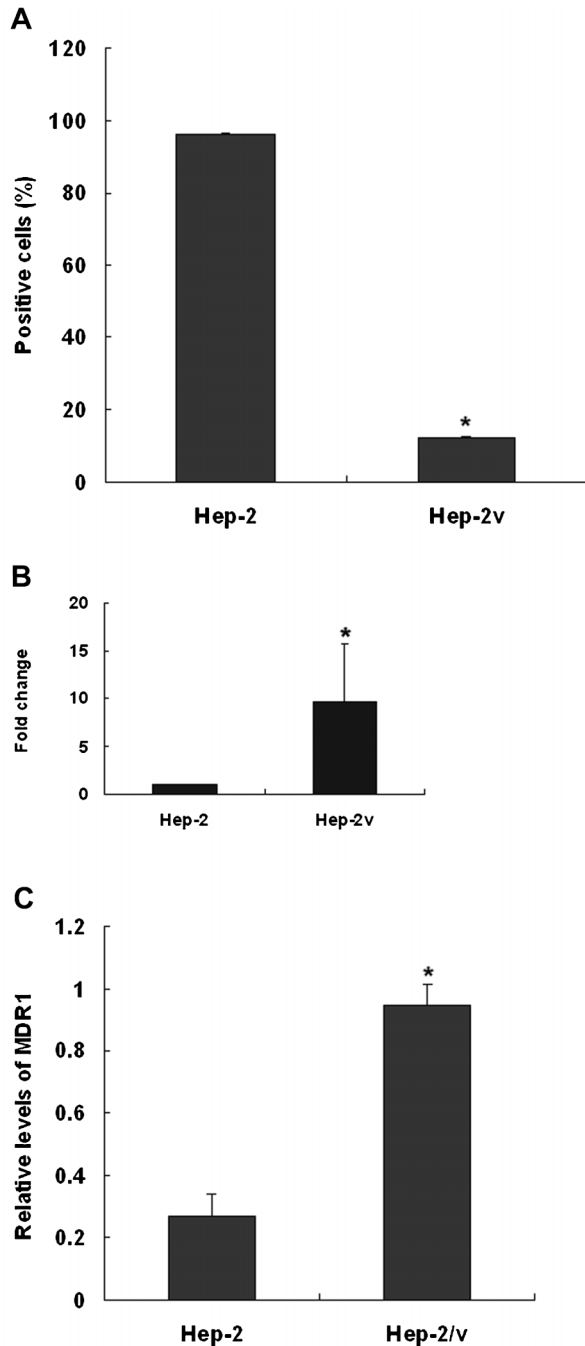 A
Positive cells (%)
120
100
80
60
40
20
0
*
Hep-2
Hep-2v
B
Fold change
20
15
10
5
0
*
Hep-2
Hep-2v
C
Relative levels of MDR1
1.2
1
0.8
0.6
0.4
0.2
0
*
Hep-2
Hep-2/v